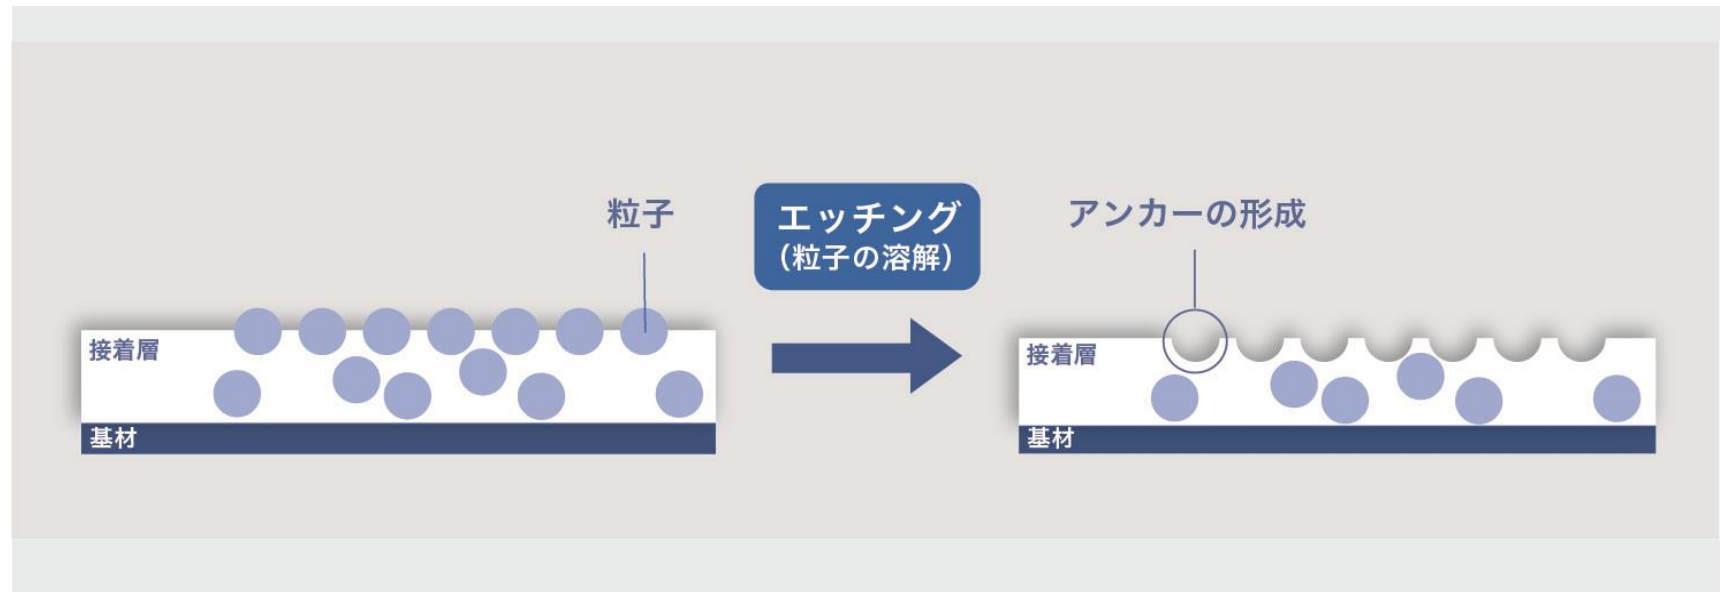 粒子
接着層
基材
エッチング
（粒子の溶解）
アンカーの形成
接着層
基材